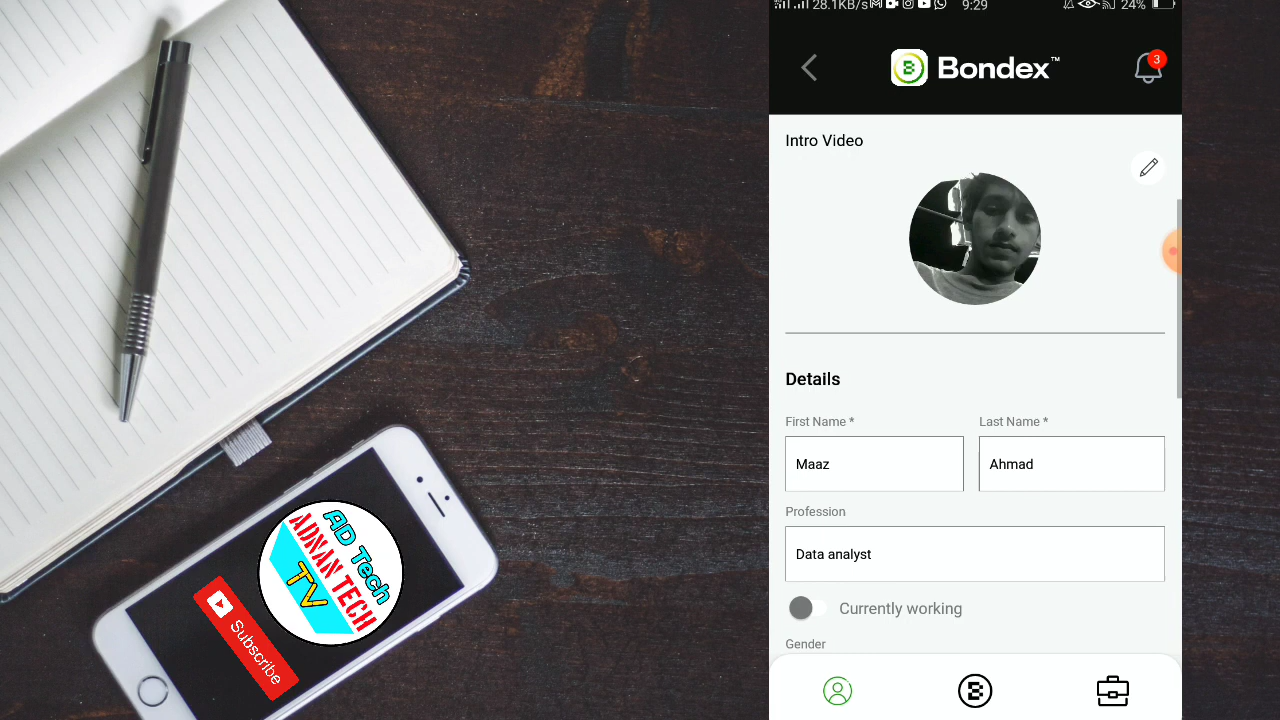 28.1KB/s 9:29 24%
Bondex™
3
Intro Video
Details
First Name * Last Name *
Maaz Ahmad
Profession
Data analyst
Currently working
Gender
AD Tech
ADNAN TECH
TV
Subscribe